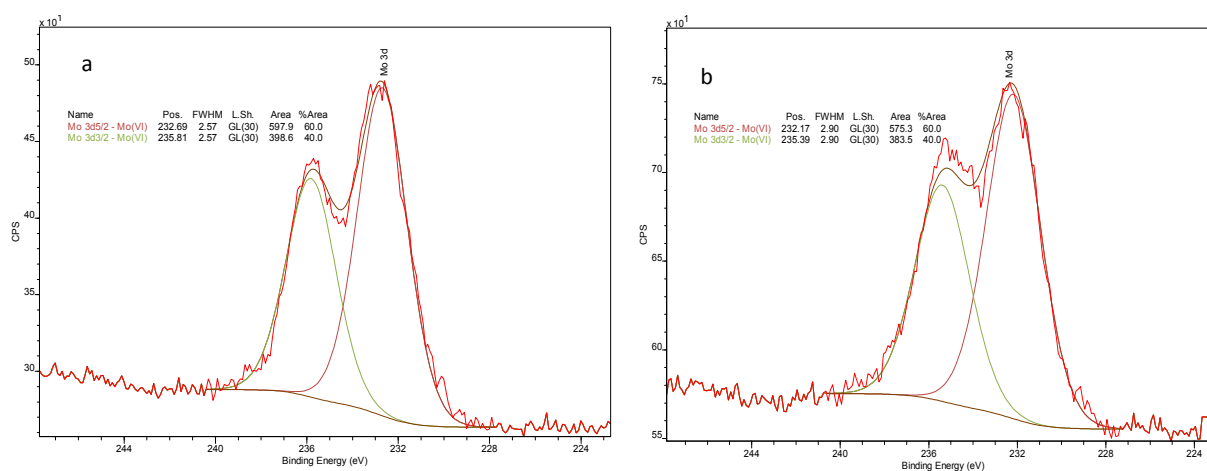 x 10¹
a
Mo 3d
Name Pos. FWHM L.Sh. Area %Area
Mo 3d5/2 - Mo(VI) 232.69 2.57 GL(30) 597.9 60.0
Mo 3d3/2 - Mo(VI) 235.81 2.57 GL(30) 398.6 40.0
50
40
30
CPS
244 240 236 232 228 224
Binding Energy (eV)
x 10¹
b
Mo 3d
Name Pos. FWHM L.Sh. Area %Area
Mo 3d5/2 - Mo(VI) 232.17 2.90 GL(30) 575.3 60.0
Mo 3d3/2 - Mo(VI) 235.39 2.90 GL(30) 383.5 40.0
75
70
65
60
55
CPS
244 240 236 232 228 224
Binding Energy (eV)